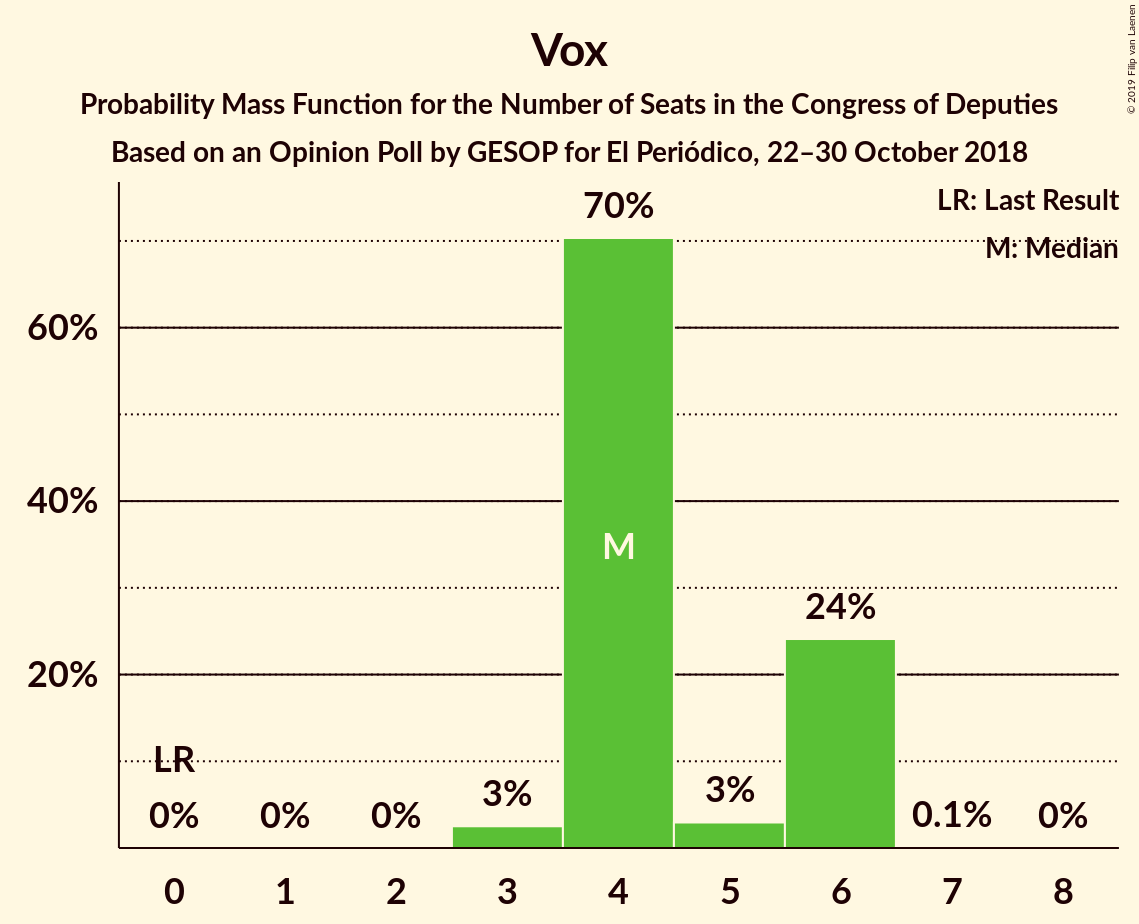 Vox
Probability Mass Function for the Number of Seats in the Congress of Deputies
Based on an Opinion Poll by GESOP for El Periódico, 22–30 October 2018
© 2019 Filip van Laenen
LR: Last Result
M: Median
70%
60%
40%
M
24%
20%
LR
0%
0%
0%
3%
3%
0.1%
0%
0
1
2
3
4
5
6
7
8